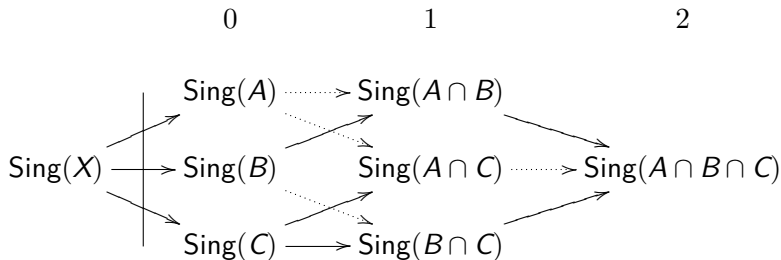 0 1 2
Sing(A) Sing(A ∩ B)
Sing(X) Sing(B) Sing(A ∩ C) Sing(A ∩ B ∩ C)
Sing(C) Sing(B ∩ C)